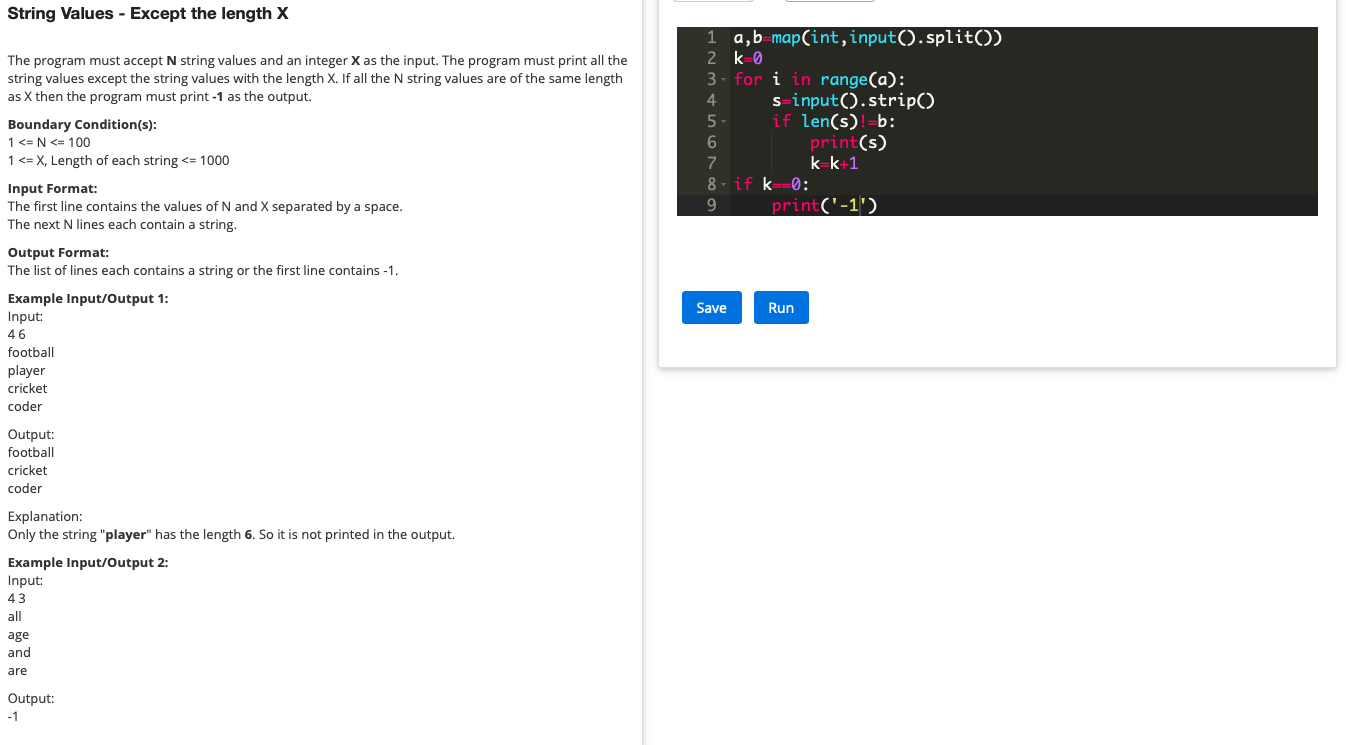 String Values - Except the length X
The program must accept N string values and an integer X as the input. The program must print all the
string values except the string values with the length X. If all the N string values are of the same length
as X then the program must print -1 as the output.
Boundary Condition(s):
1 <= N <= 100
1 <= X, Length of each string <= 1000
Input Format:
The first line contains the values of N and X separated by a space.
The next N lines each contain a string.
Output Format:
The list of lines each contains a string or the first line contains -1.
Example Input/Output 1:
Input:
4 6
football
player
cricket
coder
Output:
football
cricket
coder
Explanation:
Only the string "player" has the length 6. So it is not printed in the output.
Example Input/Output 2:
Input:
4 3
all
age
and
are
Output:
-1
1 a,b=map(int,input().split())
2 k=0
3 for i in range(a):
4     s=input().strip()
5     if len(s)!=b:
6         print(s)
7         k=k+1
8 if k==0:
9     print('-1')
Save Run